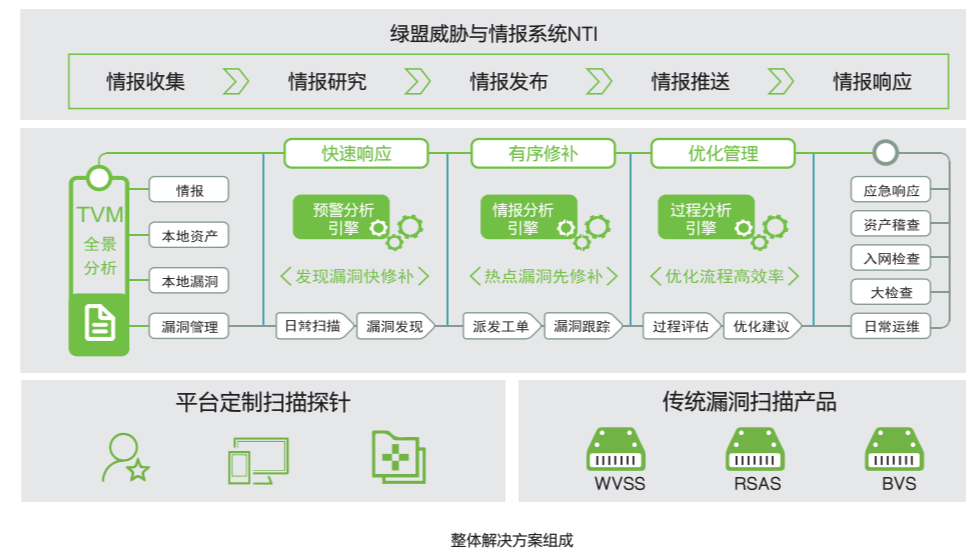 绿盟威胁与情报系统NTI
情报收集
情报研究
情报发布
情报推送
情报响应
快速响应
有序修补
优化管理
TVM
全景
分析
情报
本地资产
本地漏洞
漏洞管理
预警分析
引擎
情报分析
引擎
过程分析
引擎
〈发现漏洞快修补〉
〈热点漏洞先修补〉
〈优化流程高效率〉
日常扫描
漏洞发现
派发工单
漏洞跟踪
过程评估
优化建议
应急响应
资产稽查
入网检查
大检查
日常运维
平台定制扫描探针
传统漏洞扫描产品
WVSS
RSAS
BVS
整体解决方案组成